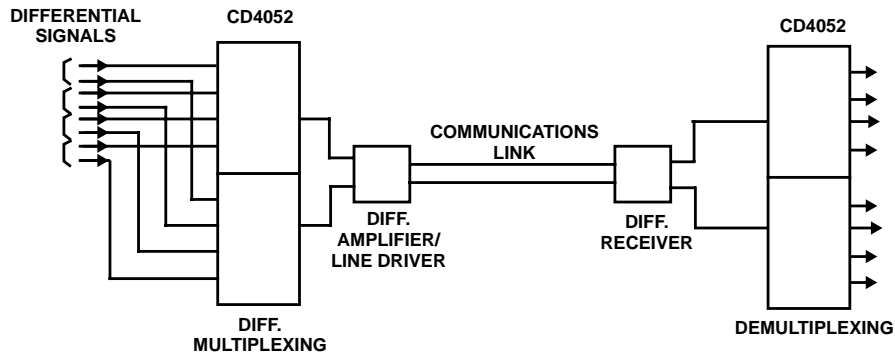 DIFFERENTIAL
SIGNALS
CD4052
CD4052
COMMUNICATIONS
LINK
DIFF.
AMPLIFIER/
LINE DRIVER
DIFF.
RECEIVER
DIFF.
MULTIPLEXING
DEMULTIPLEXING